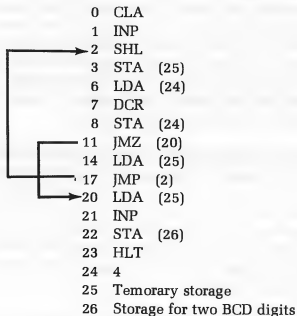 0 CLA
1 INP
2 SHL
3 STA (25)
6 LDA (24)
7 DCR
8 STA (24)
11 JMZ (20)
14 LDA (25)
17 JMP (2)
20 LDA (25)
21 INP
22 STA (26)
23 HLT
24 4
25 Temorary storage
26 Storage for two BCD digits